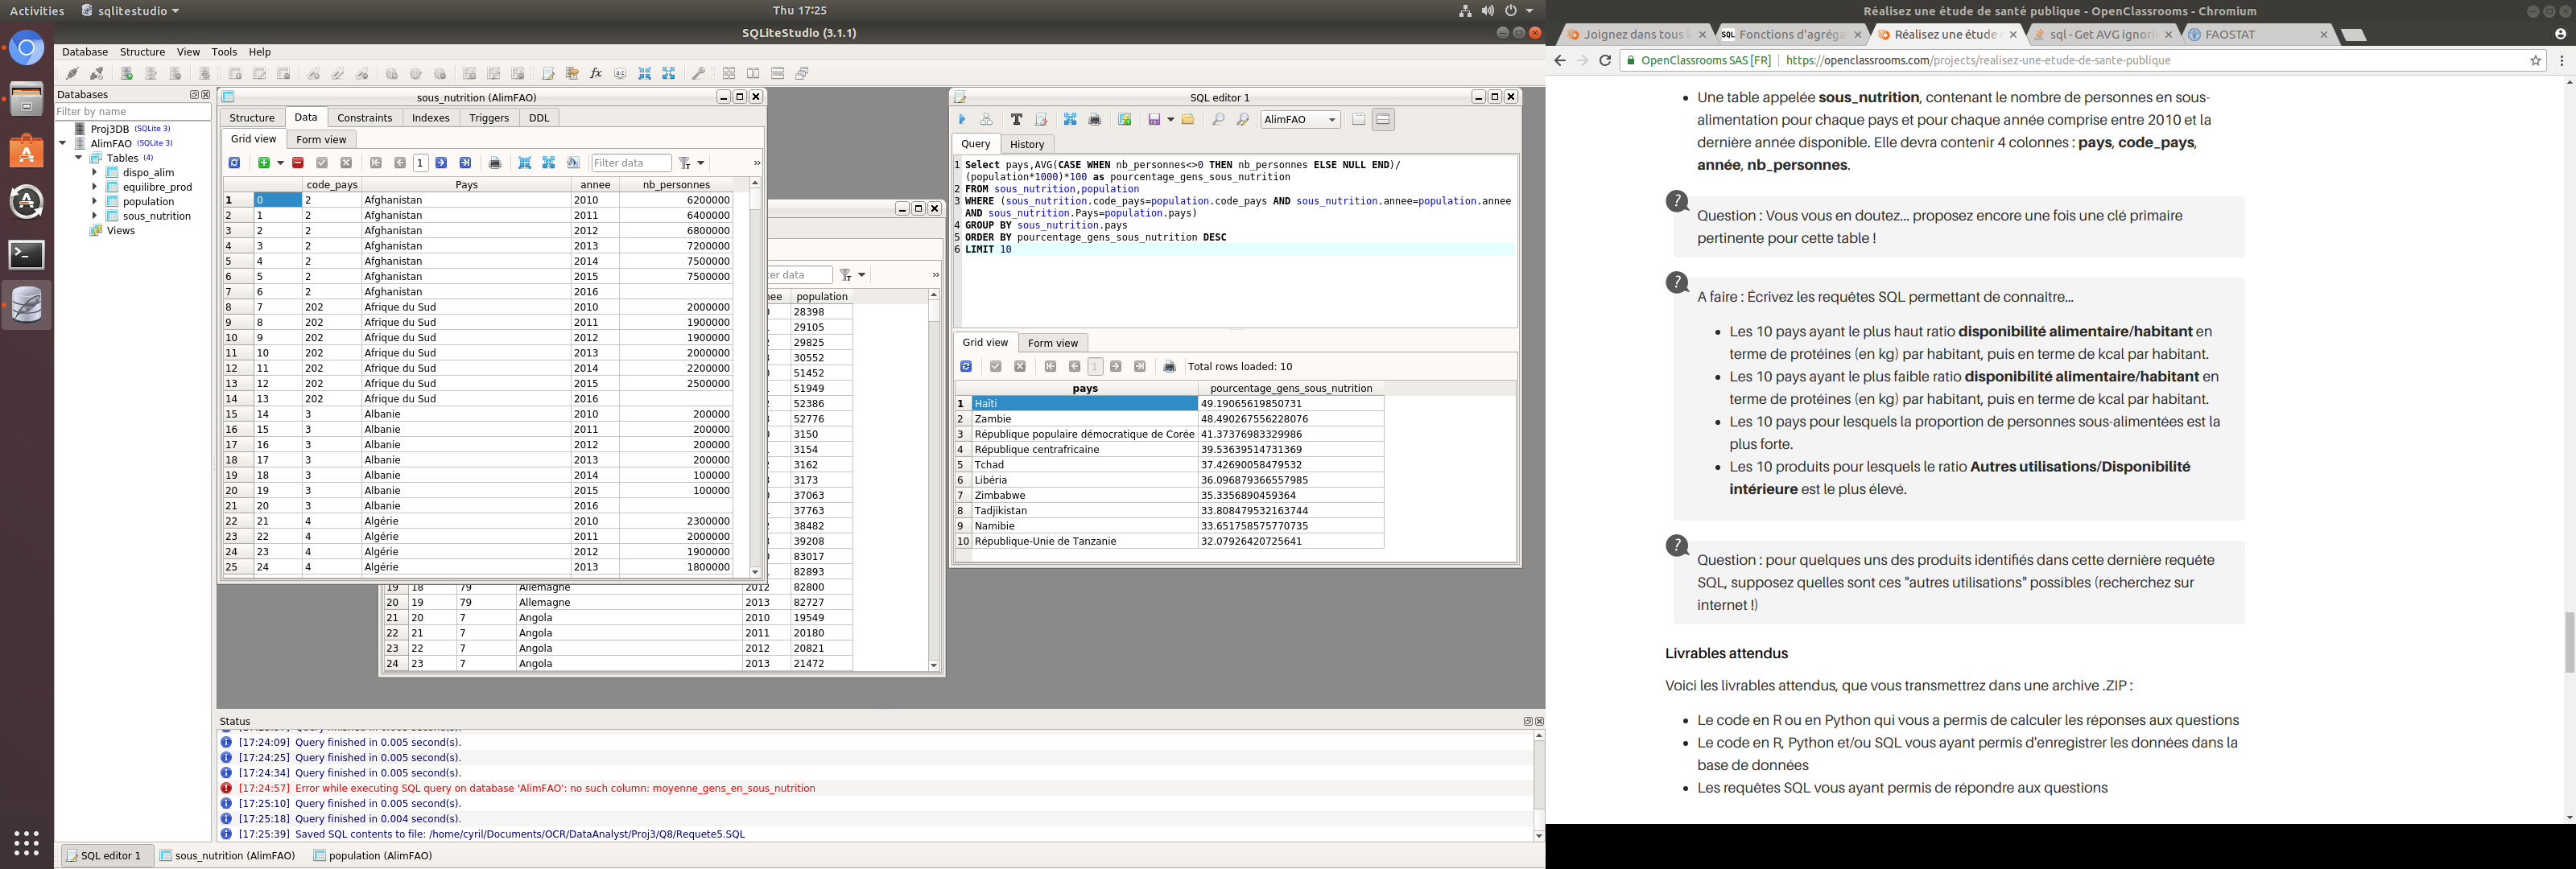 Activities
sqlitestudio
Thu 17:25
SQLiteStudio (3.1.1)
Database Structure View Tools Help
Databases
Filter by name
Proj3DB (SQLite 3)
AlimFAO (SQLite 3)
Tables (4)
dispo_alim
equilibre_prod
population
sous_nutrition
Views
sous_nutrition (AlimFAO)
Structure Data Constraints Indexes Triggers DDL
Grid view Form view
1 Filter data
code_pays Pays annee nb_personnes
1 0 2 Afghanistan 2010 6200000
2 1 2 Afghanistan 2011 6400000
3 2 2 Afghanistan 2012 6800000
4 3 2 Afghanistan 2013 7200000
5 4 2 Afghanistan 2014 7500000
6 5 2 Afghanistan 2015 7500000
7 6 2 Afghanistan 2016
8 7 202 Afrique du Sud 2010 2000000
9 8 202 Afrique du Sud 2011 1900000
10 9 202 Afrique du Sud 2012 1900000
11 10 202 Afrique du Sud 2013 2000000
12 11 202 Afrique du Sud 2014 2200000
13 12 202 Afrique du Sud 2015 2500000
14 13 202 Afrique du Sud 2016
15 14 3 Albanie 2010 200000
16 15 3 Albanie 2011 200000
17 16 3 Albanie 2012 200000
18 17 3 Albanie 2013 200000
19 18 3 Albanie 2014 100000
20 19 3 Albanie 2015 100000
21 20 3 Albanie 2016
22 21 4 Algérie 2010 2300000
23 22 4 Algérie 2011 2000000
24 23 4 Algérie 2012 1900000
25 24 4 Algérie 2013 1800000
er data
nee population
28398
29105
29825
30552
51452
51949
52386
52776
3150
3154
3162
3173
37063
37763
38482
39208
83017
82893
19 18 79 Allemagne 2012 82800
20 19 79 Allemagne 2013 82727
21 20 7 Angola 2010 19549
22 21 7 Angola 2011 20180
23 22 7 Angola 2012 20821
24 23 7 Angola 2013 21472
SQL editor 1
AlimFAO
Query History
1 Select pays,AVG(CASE WHEN nb_personnes<>0 THEN nb_personnes ELSE NULL END)/
(population*1000)*100 as pourcentage_gens_sous_nutrition
2 FROM sous_nutrition,population
3 WHERE (sous_nutrition.code_pays=population.code_pays AND sous_nutrition.annee=population.annee
AND sous_nutrition.Pays=population.pays)
4 GROUP BY sous_nutrition.pays
5 ORDER BY pourcentage_gens_sous_nutrition DESC
6 LIMIT 10
Grid view Form view
1 Total rows loaded: 10
pays pourcentage_gens_sous_nutrition
1 Haïti 49.19065619850731
2 Zambie 48.490267556228076
3 République populaire démocratique de Corée 41.37376983329986
4 République centrafricaine 39.53639514731369
5 Tchad 37.42690058479532
6 Libéria 36.096879366557985
7 Zimbabwe 35.3356890459364
8 Tadjikistan 33.808479532163744
9 Namibie 33.651758575770735
10 République-Unie de Tanzanie 32.07926420725641
Status
[17:24:09] Query finished in 0.005 second(s).
[17:24:25] Query finished in 0.005 second(s).
[17:24:34] Query finished in 0.005 second(s).
[17:24:57] Error while executing SQL query on database 'AlimFAO': no such column: moyenne_gens_en_sous_nutrition
[17:25:10] Query finished in 0.005 second(s).
[17:25:18] Query finished in 0.004 second(s).
[17:25:39] Saved SQL contents to file: /home/cyril/Documents/OCR/DataAnalyst/Proj3/Q8/Requete5.SQL
SQL editor 1 sous_nutrition (AlimFAO) population (AlimFAO)
Réalisez une étude de santé publique - OpenClassrooms - Chromium
Joignez dans tous l
SQL Fonctions d'agréga
Réalisez une étude
sql - Get AVG ignori
FAOSTAT
OpenClassrooms SAS [FR] https://openclassrooms.com/projects/realisez-une-etude-de-sante-publique
• Une table appelée sous_nutrition, contenant le nombre de personnes en sous-
alimentation pour chaque pays et pour chaque année comprise entre 2010 et la
dernière année disponible. Elle devra contenir 4 colonnes : pays, code_pays,
année, nb_personnes.
?
Question : Vous vous en doutez... proposez encore une fois une clé primaire
pertinente pour cette table !
?
A faire : Écrivez les requêtes SQL permettant de connaître...
• Les 10 pays ayant le plus haut ratio disponibilité alimentaire/habitant en
terme de protéines (en kg) par habitant, puis en terme de kcal par habitant.
• Les 10 pays ayant le plus faible ratio disponibilité alimentaire/habitant en
terme de protéines (en kg) par habitant, puis en terme de kcal par habitant.
• Les 10 pays pour lesquels la proportion de personnes sous-alimentées est la
plus forte.
• Les 10 produits pour lesquels le ratio Autres utilisations/Disponibilité
intérieure est le plus élevé.
?
Question : pour quelques uns des produits identifiés dans cette dernière requête
SQL, supposez quelles sont ces "autres utilisations" possibles (recherchez sur
internet !)
Livrables attendus
Voici les livrables attendus, que vous transmettrez dans une archive .ZIP :
• Le code en R ou en Python qui vous a permis de calculer les réponses aux questions
• Le code en R, Python et/ou SQL vous ayant permis d'enregistrer les données dans la
base de données
• Les requêtes SQL vous ayant permis de répondre aux questions